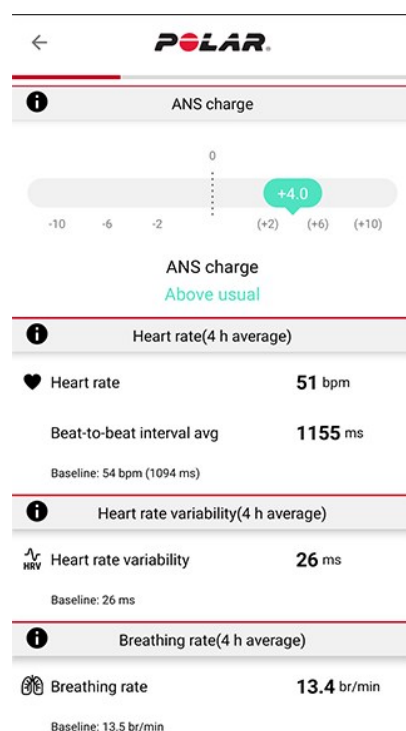 POLAR.
ANS charge
0
+4.0
-10 -6 -2 (+2) (+6) (+10)
ANS charge
Above usual
Heart rate(4 h average)
Heart rate 51 bpm
Beat-to-beat interval avg 1155 ms
Baseline: 54 bpm (1094 ms)
Heart rate variability(4 h average)
HRV Heart rate variability 26 ms
Baseline: 26 ms
Breathing rate(4 h average)
Breathing rate 13.4 br/min
Baseline: 13.5 br/min